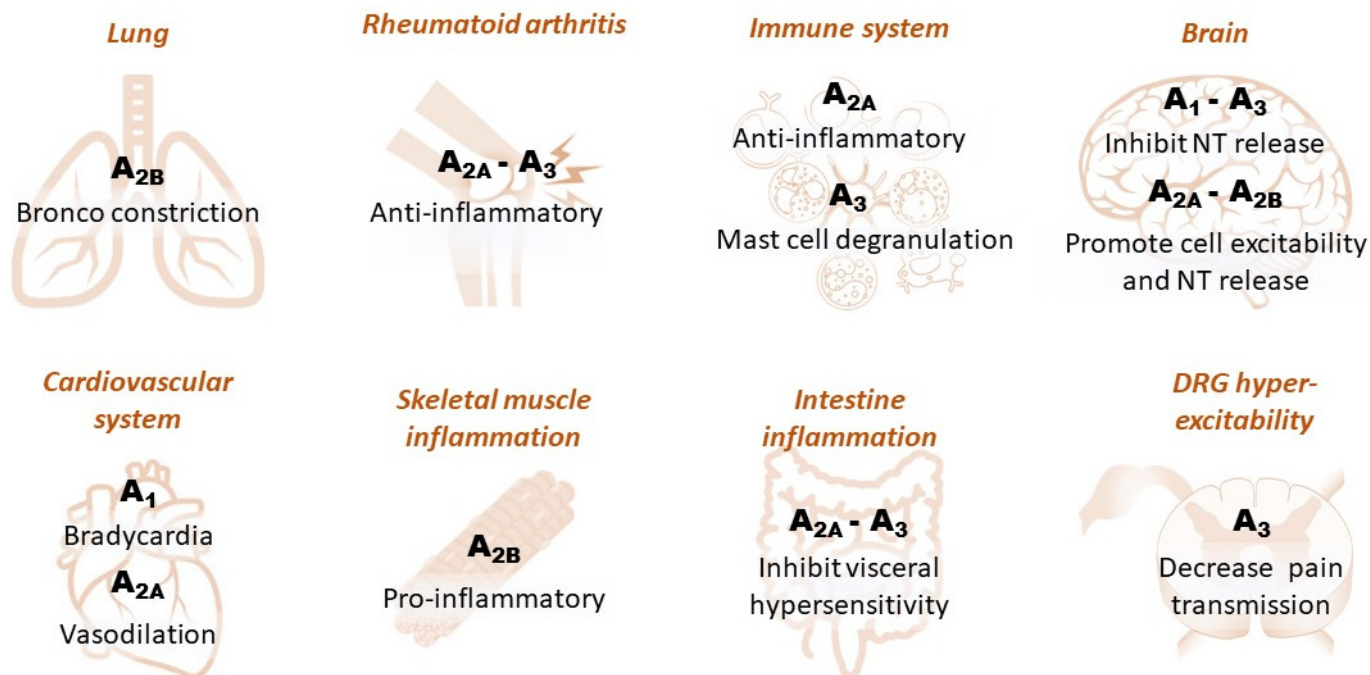 Lung
A2B
Bronco constriction
Rheumatoid arthritis
A2A - A3
Anti-inflammatory
Immune system
A2A
Anti-inflammatory
A3
Mast cell degranulation
Brain
A1 - A3
Inhibit NT release
A2A - A2B
Promote cell excitability
and NT release
Cardiovascular
system
A1
Bradycardia
A2A
Vasodilation
Skeletal muscle
inflammation
A2B
Pro-inflammatory
Intestine
inflammation
A2A - A3
Inhibit visceral
hypersensitivity
DRG hyper-
excitability
A3
Decrease pain
transmission